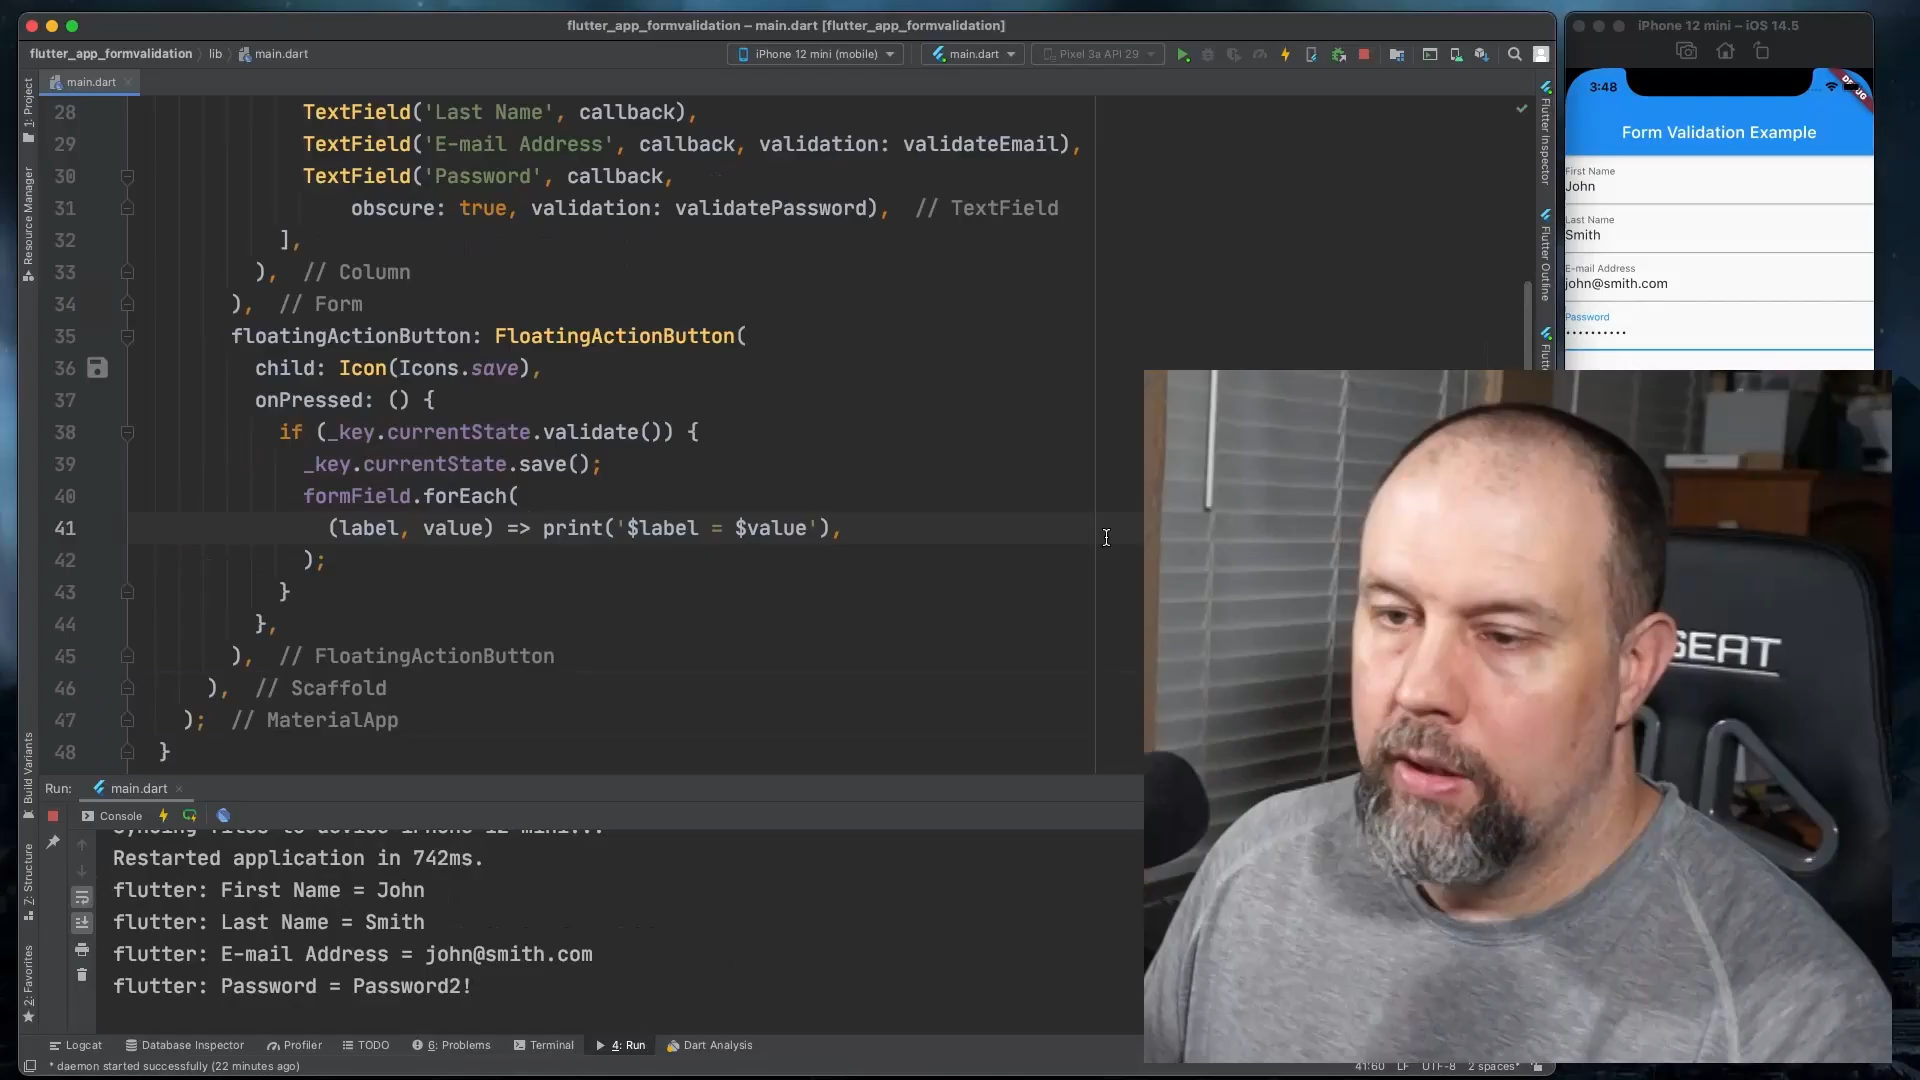 flutter_app_formvalidation – main.dart [flutter_app_formvalidation]
flutter_app_formvalidation
lib
main.dart
iPhone 12 mini (mobile)
main.dart
Pixel 3a API 29
main.dart
1: Project
Resource Manager
Build Variants
7: Structure
2: Favorites
28 TextField('Last Name', callback),
29 TextField('E-mail Address', callback, validation: validateEmail),
30 TextField('Password', callback,
31 obscure: true, validation: validatePassword), // TextField
32 ],
33 ), // Column
34 ), // Form
35 floatingActionButton: FloatingActionButton(
36 child: Icon(Icons.save),
37 onPressed: () {
38 if (_key.currentState.validate()) {
39 _key.currentState.save();
40 formField.forEach(
41 (label, value) => print('$label = $value'),
42 );
43 }
44 },
45 ), // FloatingActionButton
46 ), // Scaffold
47 ); // MaterialApp
48 }
Flutter Inspector
Flutter Outline
Run:
main.dart
Console
Syncing files to device iPhone 12 mini...
Restarted application in 742ms.
flutter: First Name = John
flutter: Last Name = Smith
flutter: E-mail Address = john@smith.com
flutter: Password = Password2!
Logcat
Database Inspector
Profiler
TODO
6: Problems
Terminal
4: Run
Dart Analysis
* daemon started successfully (22 minutes ago)
41:60 LF UTF-8 2 spaces*
iPhone 12 mini – iOS 14.5
3:48
Form Validation Example
First Name
John
Last Name
Smith
E-mail Address
john@smith.com
Password
··········
SEAT